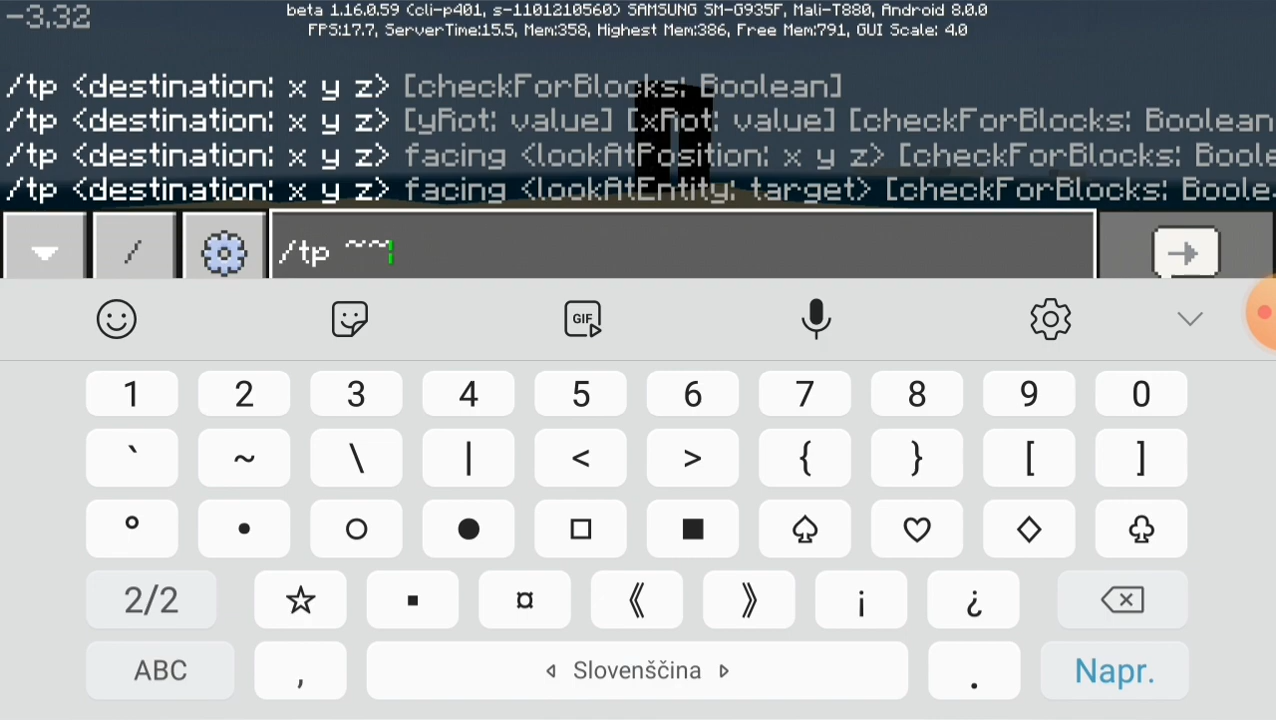 -3.32
beta 1.16.0.59 (cli-p401, s-1101210560) SAMSUNG SM-G935F, Mali-T880, Android 8.0.0
FPS:17.7, ServerTime:15.5, Mem:358, Highest Mem:386, Free Mem:791, GUI Scale: 4.0
/tp <destination: x y z> [checkForBlocks: Boolean]
/tp <destination: x y z> [yRot: value] [xRot: value] [checkForBlocks: Boolean
/tp <destination: x y z> facing <lookAtPosition: x y z> [checkForBlocks: Boole
/tp <destination: x y z> facing <lookAtEntity: target> [checkForBlocks: Boole
/ /tp ~~
GIF
1 2 3 4 5 6 7 8 9 0
` ~ \ | < > { } [ ]
° • ○ ● □ ■ ♤ ♡ ◇ ♧
2/2 ☆ ▪ ¤ 《 》 ¡ ¿
ABC , Slovenščina . Napr.